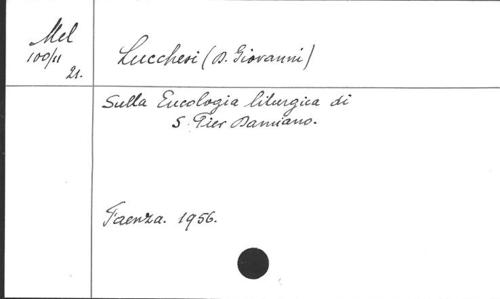 Mel
100/11
21.
Lucchesi (D. Giovanni)
Sulla Eucologia liturgica di
S. Pier Damiano.
Faenza. 1956.